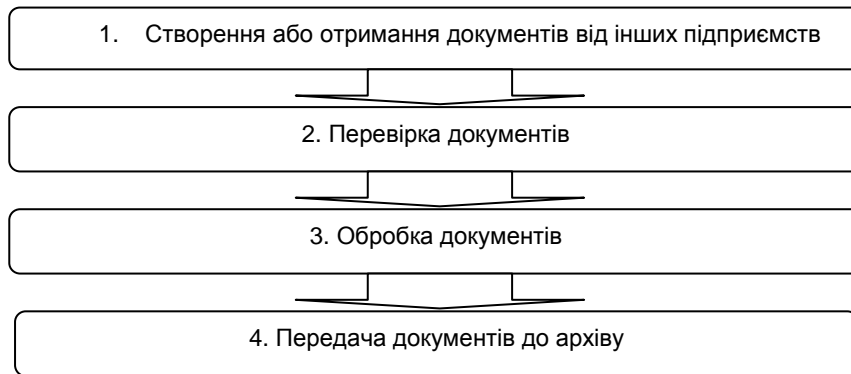 1. Створення або отримання документів від інших підприємств
2. Перевірка документів
3. Обробка документів
4. Передача документів до архіву